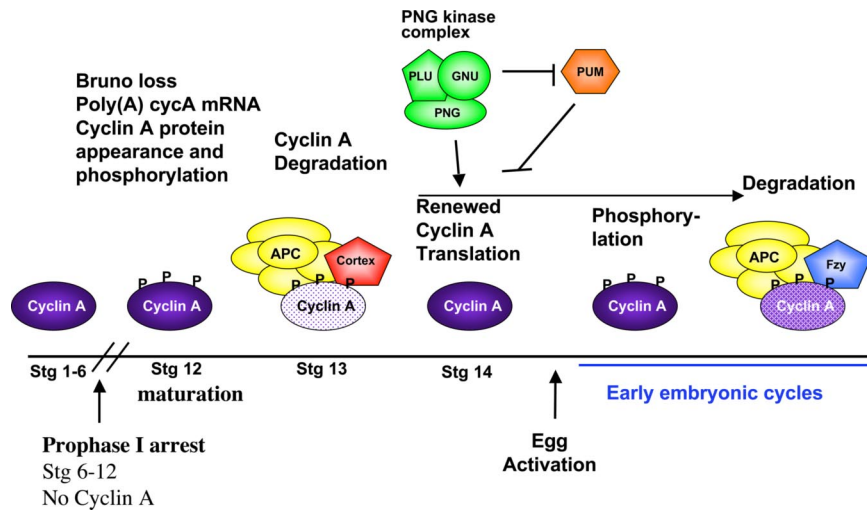 PNG kinase
complex
PLU
GNU
PUM
PNG
Bruno loss
Poly(A) cycA mRNA
Cyclin A protein
appearance and
phosphorylation
Cyclin A
Degradation
Renewed
Cyclin A
Translation
Phosphory-
lation
Degradation
APC
Cortex
P P P
Cyclin A
APC
Fzy
P P P
Cyclin A
Cyclin A
P P P
Cyclin A
Cyclin A
P P P
Cyclin A
Stg 1-6
Stg 12
Stg 13
Stg 14
maturation
Early embryonic cycles
Prophase I arrest
Stg 6-12
No Cyclin A
Egg
Activation